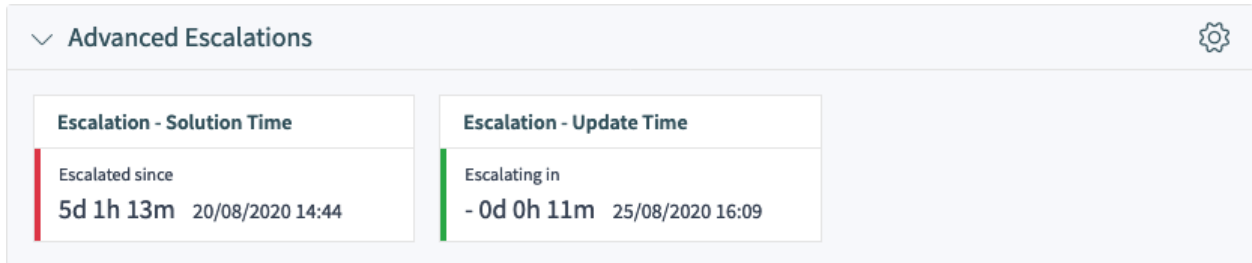 Advanced Escalations
Escalation - Solution Time
Escalated since
5d 1h 13m 20/08/2020 14:44
Escalation - Update Time
Escalating in
- 0d 0h 11m 25/08/2020 16:09